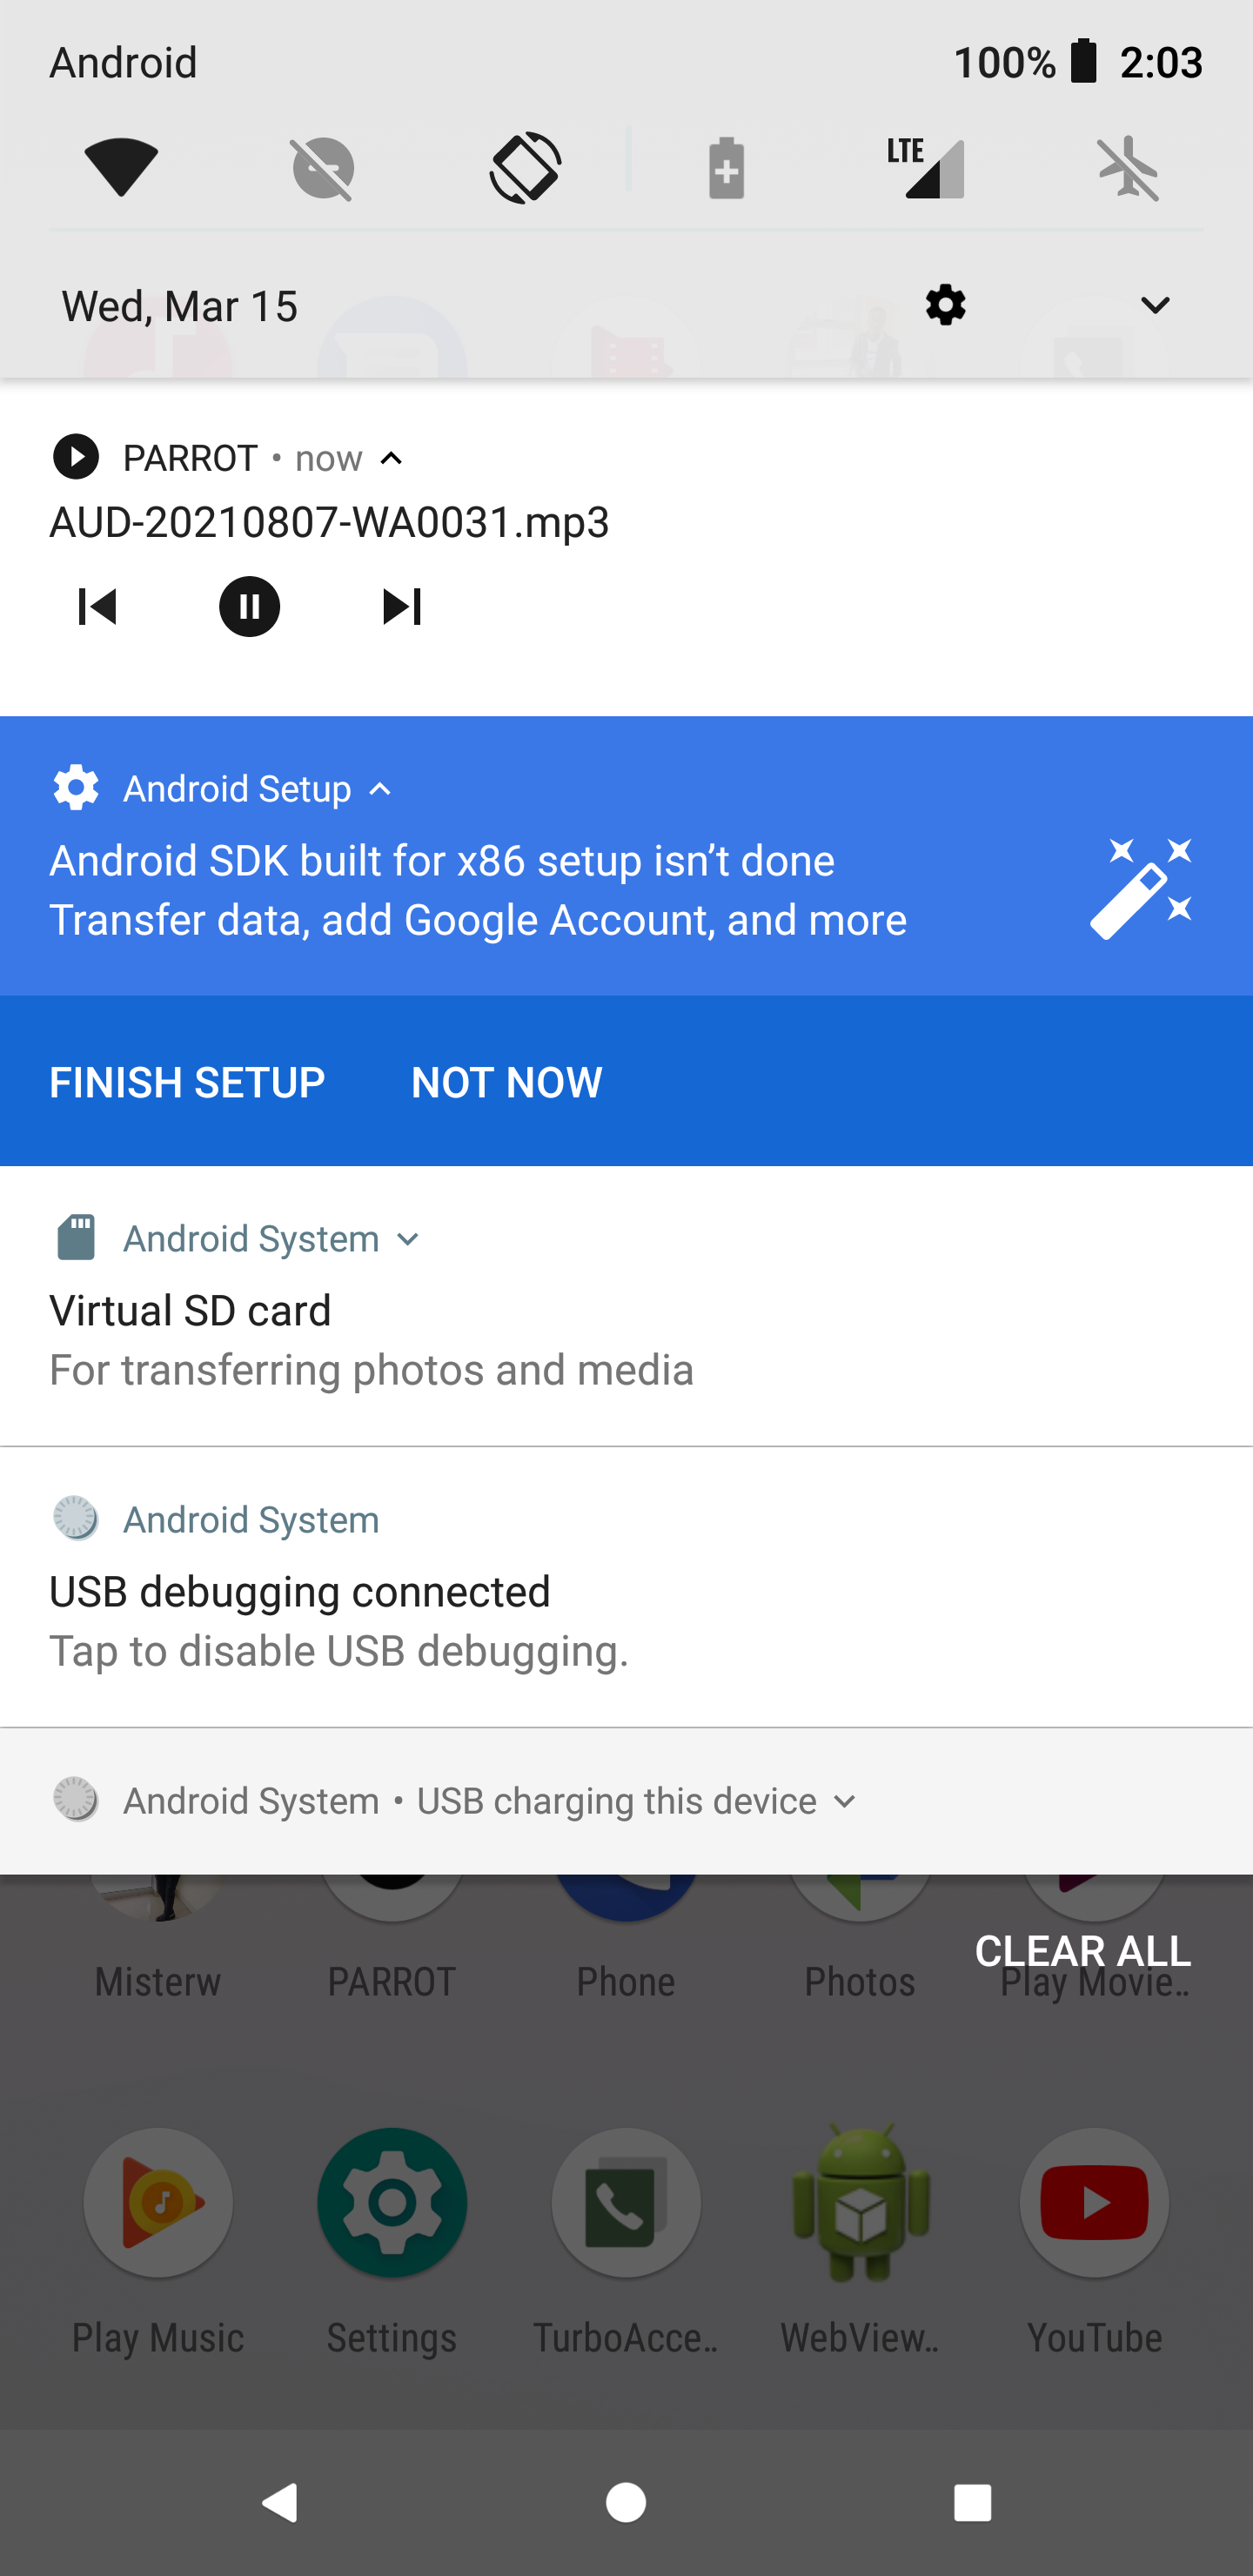 Android
100% 2:03
LTE
Wed, Mar 15
PARROT • now
AUD-20210807-WA0031.mp3
Android Setup
Android SDK built for x86 setup isn’t done
Transfer data, add Google Account, and more
FINISH SETUP NOT NOW
Android System
Virtual SD card
For transferring photos and media
Android System
USB debugging connected
Tap to disable USB debugging.
Android System • USB charging this device
CLEAR ALL
Misterw PARROT Phone Photos Play Movie…
Play Music Settings TurboAcce… WebView… YouTube